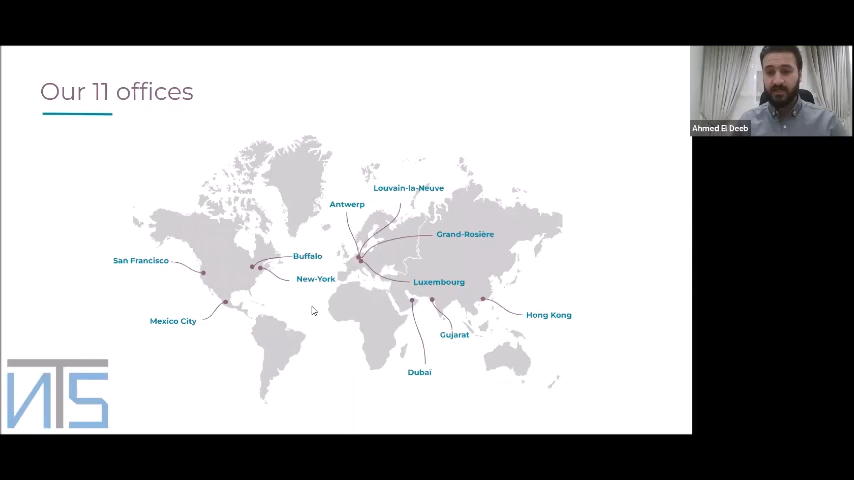 Our 11 offices
Ahmed El Deeb
Louvain-la-Neuve
Antwerp
Grand-Rosière
San Francisco
Buffalo
New-York
Luxembourg
Mexico City
Hong Kong
Gujarat
Dubaï
NTS